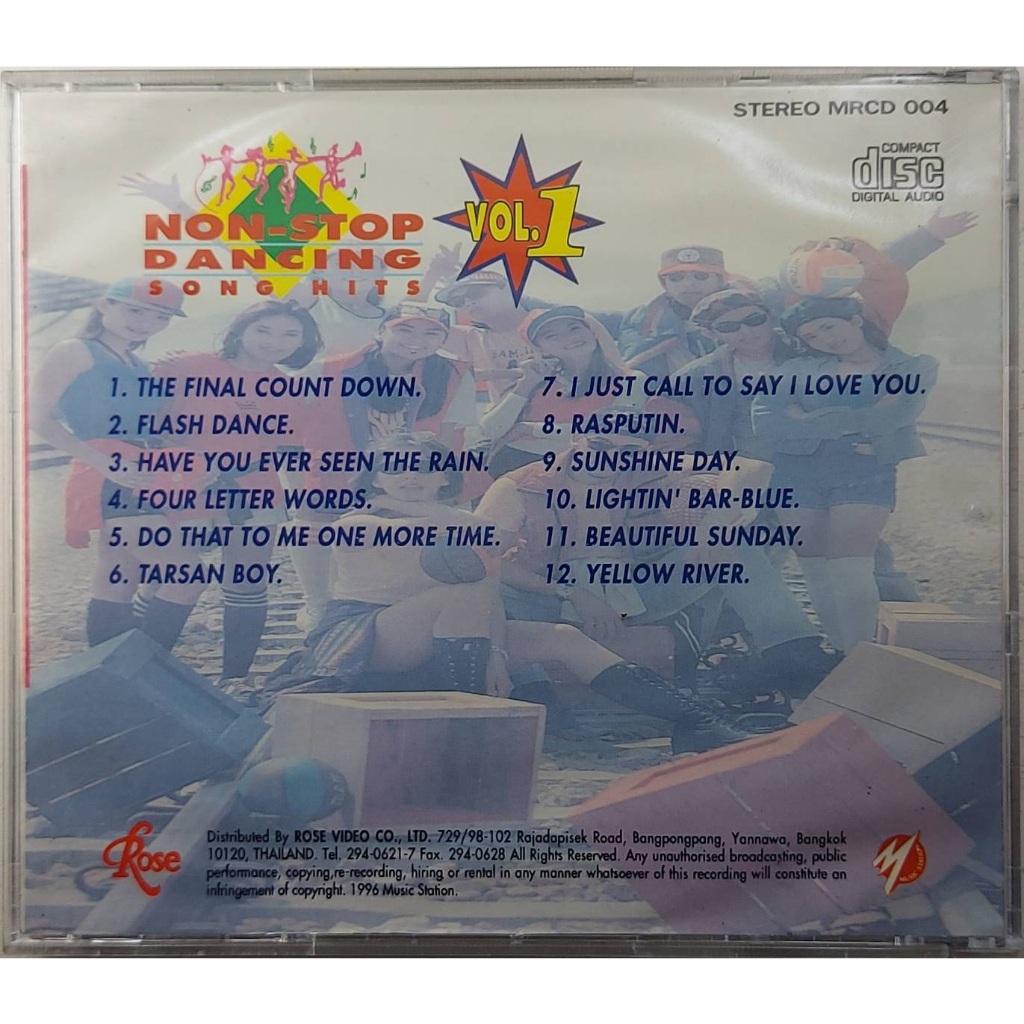 STEREO MRCD 004
COMPACT
disc
DIGITAL AUDIO
NON-STOP
DANCING
SONG HITS
VOL.1
1. THE FINAL COUNT DOWN.
2. FLASH DANCE.
3. HAVE YOU EVER SEEN THE RAIN.
4. FOUR LETTER WORDS.
5. DO THAT TO ME ONE MORE TIME.
6. TARSAN BOY.
7. I JUST CALL TO SAY I LOVE YOU.
8. RASPUTIN.
9. SUNSHINE DAY.
10. LIGHTIN' BAR-BLUE.
11. BEAUTIFUL SUNDAY.
12. YELLOW RIVER.
Rose
Distributed By ROSE VIDEO CO., LTD. 729/98-102 Rajadapisek Road, Bangpongpang, Yannawa, Bangkok
10120, THAILAND. Tel. 294-0621-7 Fax. 294-0628 All Rights Reserved. Any unauthorised broadcasting, public
performance, copying,re-recording, hiring or rental in any manner whatsoever of this recording will constitute an
infringement of copyright. 1996 Music Station.